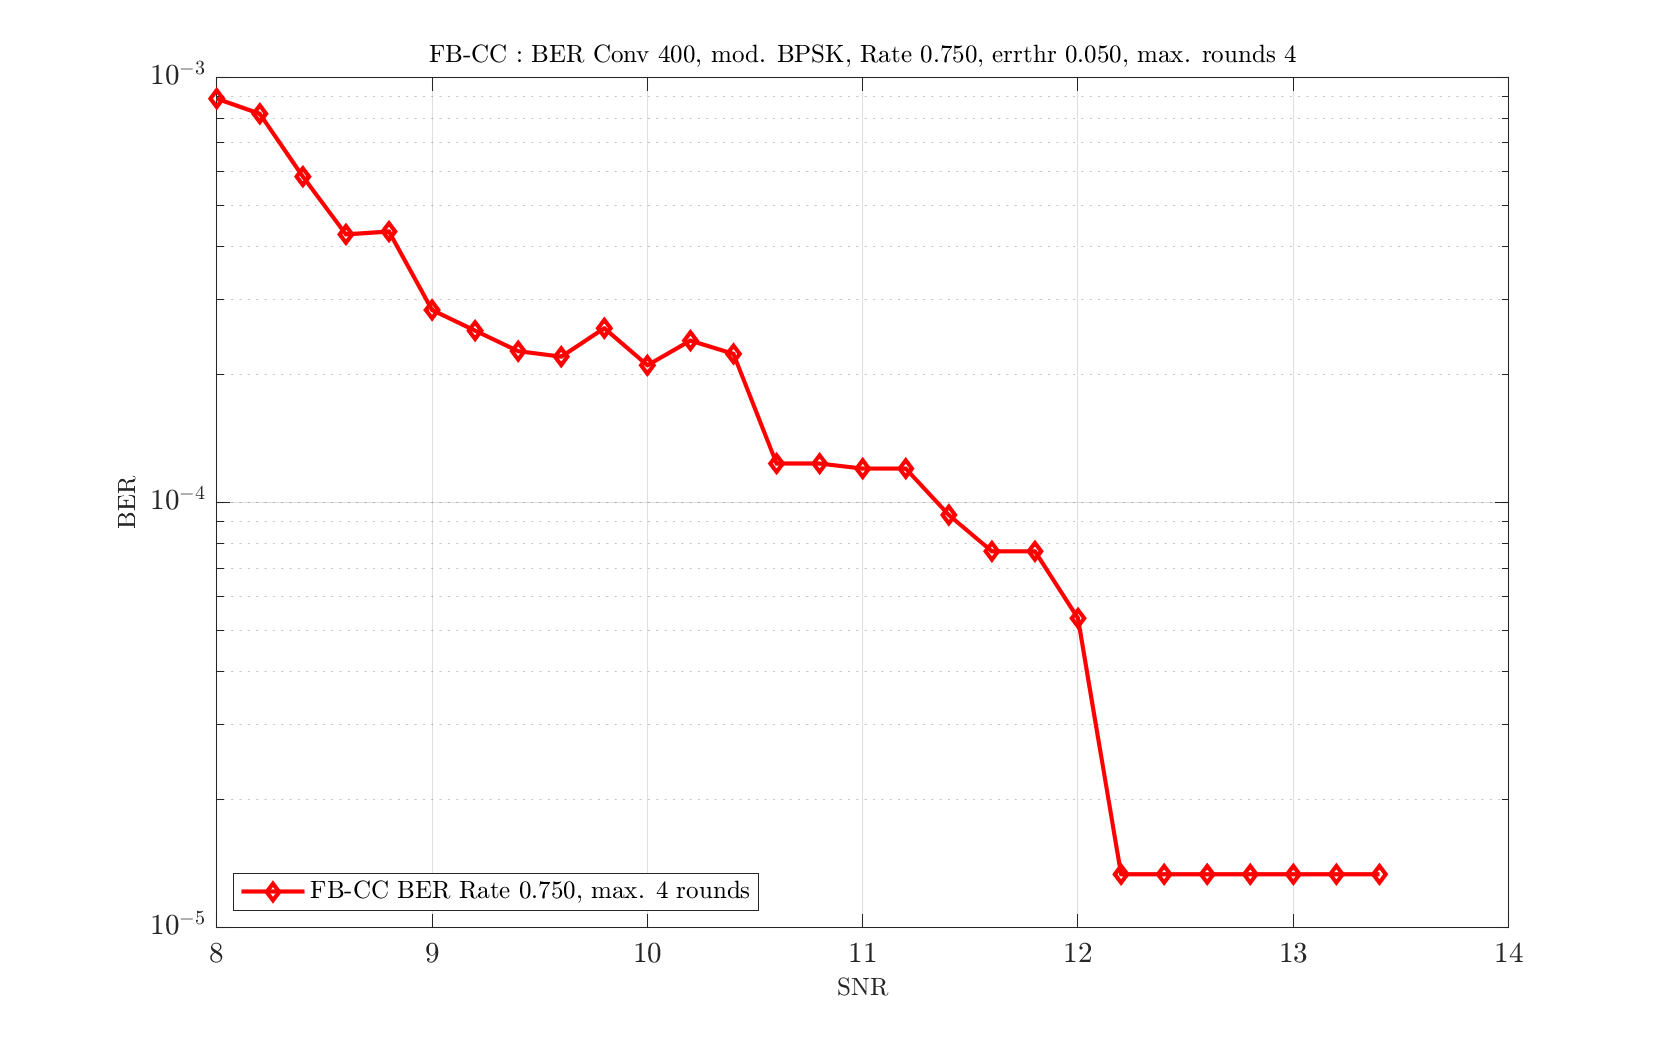 FB-CC : BER Conv 400, mod. BPSK, Rate 0.750, errthr 0.050, max. rounds 4
10^{-3}
10^{-4}
10^{-5}
BER
FB-CC BER Rate 0.750, max. 4 rounds
8 9 10 11 12 13 14
SNR